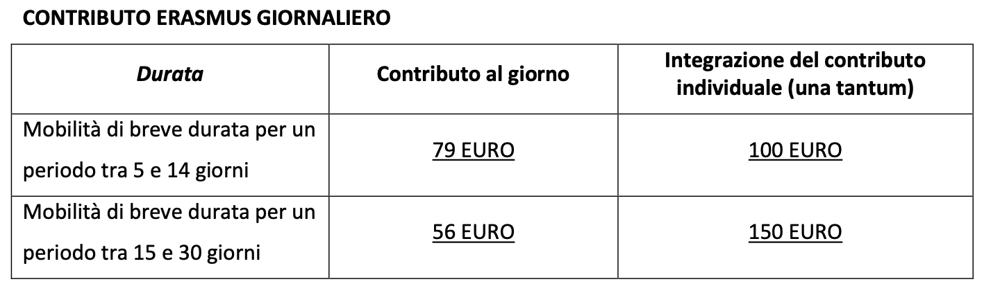 CONTRIBUTO ERASMUS GIORNALIERO
Durata
Contributo al giorno
Integrazione del contributo
individuale (una tantum)
Mobilità di breve durata per un
periodo tra 5 e 14 giorni
79 EURO
100 EURO
Mobilità di breve durata per un
periodo tra 15 e 30 giorni
56 EURO
150 EURO